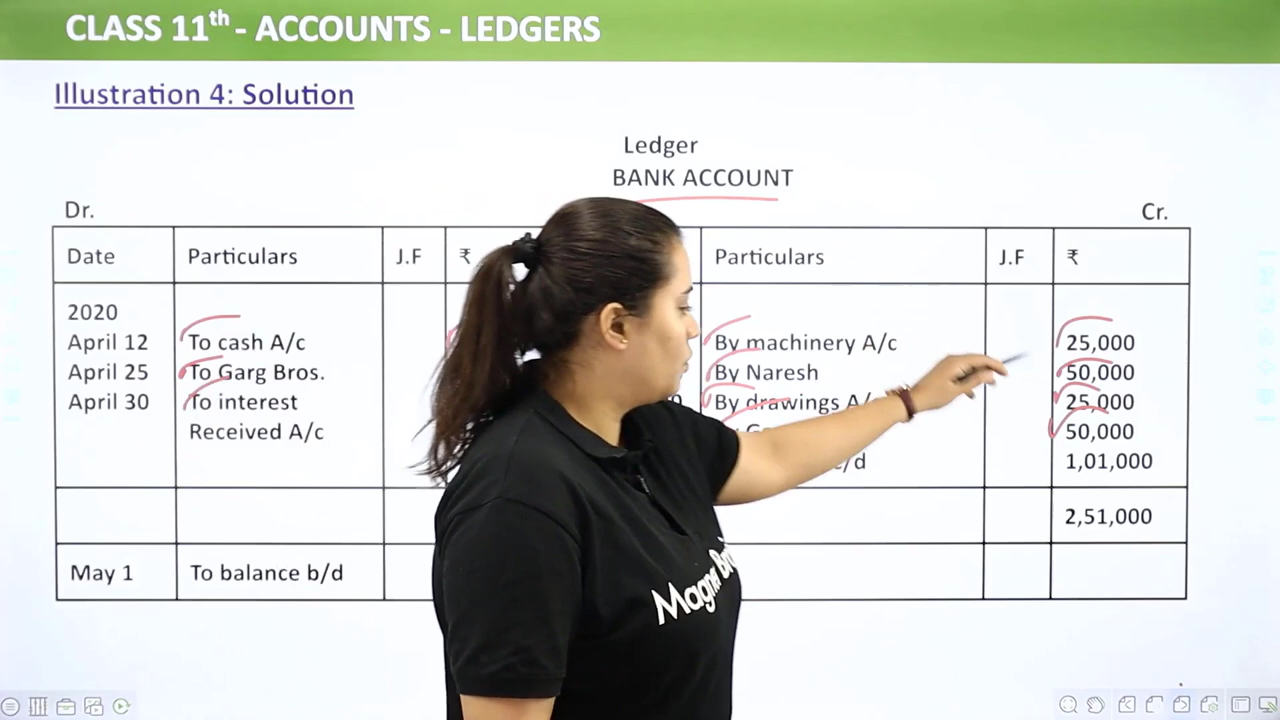 CLASS 11th - ACCOUNTS - LEDGERS
Illustration 4: Solution
Ledger
BANK ACCOUNT
Dr. Cr.
Date Particulars J.F ₹ Particulars J.F ₹
2020
April 12 To cash A/c By machinery A/c 25,000
April 25 To Garg Bros. By Naresh 50,000
April 30 To interest By drawings 25,000
Received A/c 50,000
1,01,000
2,51,000
May 1 To balance b/d